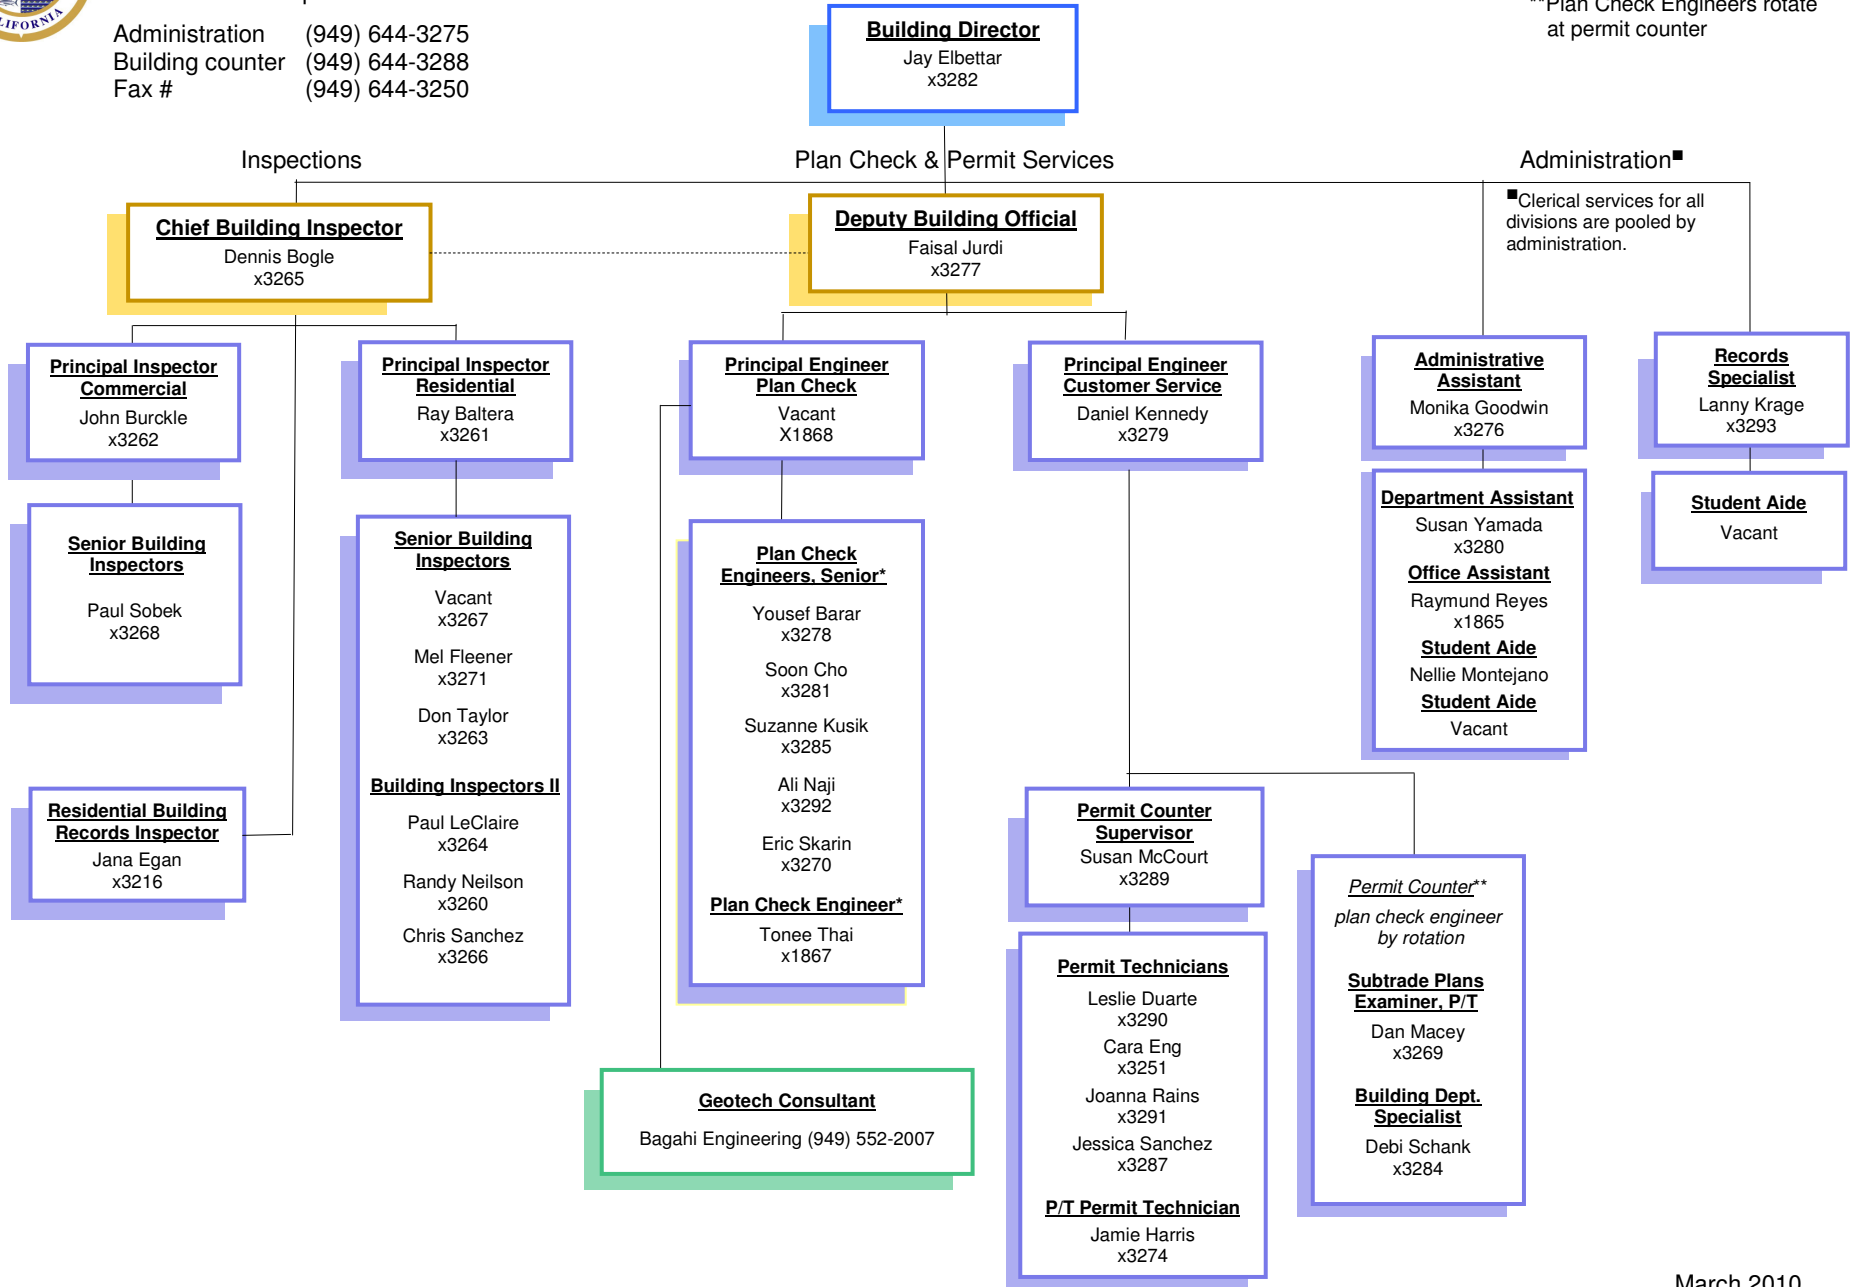 LIFORNIA
Administration (949) 644-3275
Building counter (949) 644-3288
Fax # (949) 644-3250
**Plan Check Engineers rotate
at permit counter
Building Director
Jay Elbettar
x3282
Inspections
Plan Check & Permit Services
Administration■
■Clerical services for all
divisions are pooled by
administration.
Chief Building Inspector
Dennis Bogle
x3265
Deputy Building Official
Faisal Jurdi
x3277
Principal Inspector
Commercial
John Burckle
x3262
Senior Building
Inspectors
Paul Sobek
x3268
Residential Building
Records Inspector
Jana Egan
x3216
Principal Inspector
Residential
Ray Baltera
x3261
Senior Building
Inspectors
Vacant
x3267
Mel Fleener
x3271
Don Taylor
x3263
Building Inspectors II
Paul LeClaire
x3264
Randy Neilson
x3260
Chris Sanchez
x3266
Principal Engineer
Plan Check
Vacant
X1868
Plan Check
Engineers, Senior*
Yousef Barar
x3278
Soon Cho
x3281
Suzanne Kusik
x3285
Ali Naji
x3292
Eric Skarin
x3270
Plan Check Engineer*
Tonee Thai
x1867
Geotech Consultant
Bagahi Engineering (949) 552-2007
Principal Engineer
Customer Service
Daniel Kennedy
x3279
Permit Counter
Supervisor
Susan McCourt
x3289
Permit Technicians
Leslie Duarte
x3290
Cara Eng
x3251
Joanna Rains
x3291
Jessica Sanchez
x3287
P/T Permit Technician
Jamie Harris
x3274
Permit Counter**
plan check engineer
by rotation
Subtrade Plans
Examiner, P/T
Dan Macey
x3269
Building Dept.
Specialist
Debi Schank
x3284
Administrative
Assistant
Monika Goodwin
x3276
Department Assistant
Susan Yamada
x3280
Office Assistant
Raymund Reyes
x1865
Student Aide
Nellie Montejano
Student Aide
Vacant
Records
Specialist
Lanny Krage
x3293
Student Aide
Vacant
March 2010